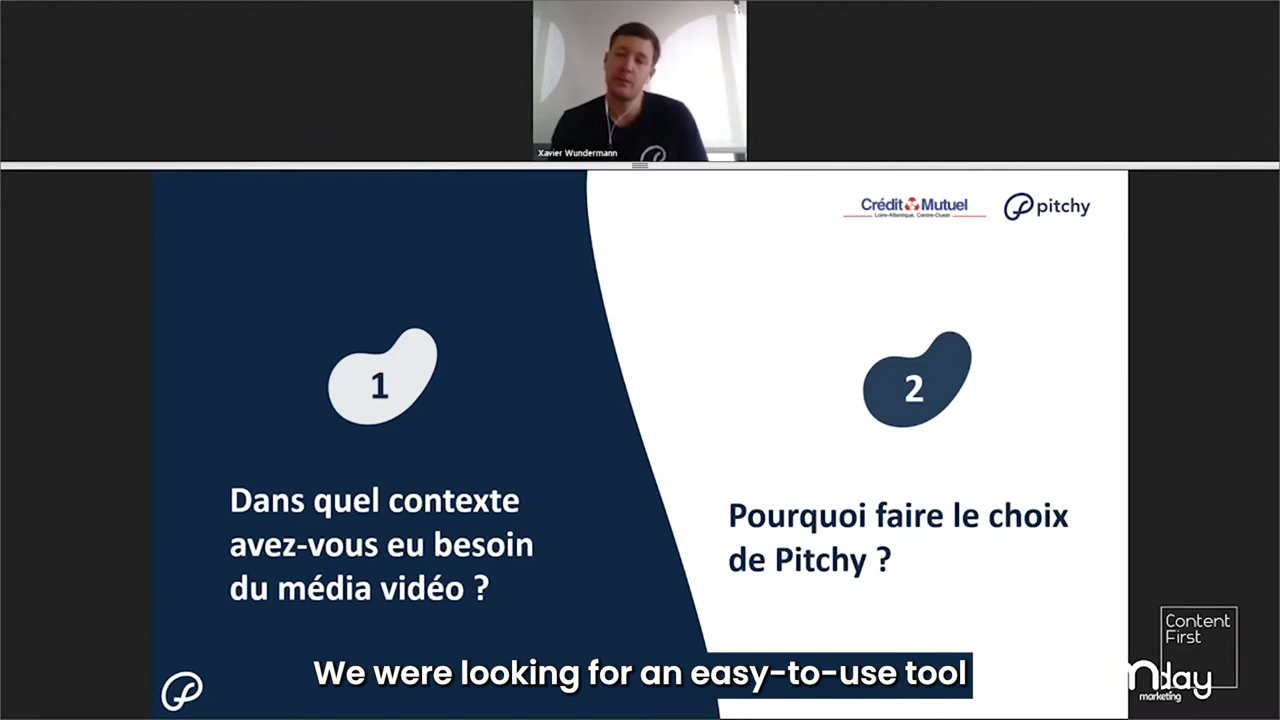 Xavier Wundermann
Crédit Mutuel
Loire-Atlantique, Centre-Ouest
pitchy
1
2
Dans quel contexte
avez-vous eu besoin
du média vidéo ?
Pourquoi faire le choix
de Pitchy ?
We were looking for an easy-to-use tool
Content
First
mday
marketing